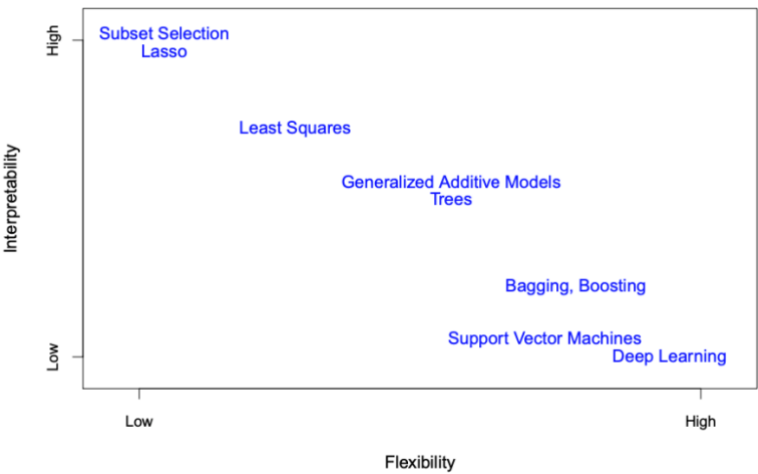 High
Subset Selection
Lasso
Least Squares
Generalized Additive Models
Trees
Interpretability
Bagging, Boosting
Support Vector Machines
Deep Learning
Low
Low
High
Flexibility